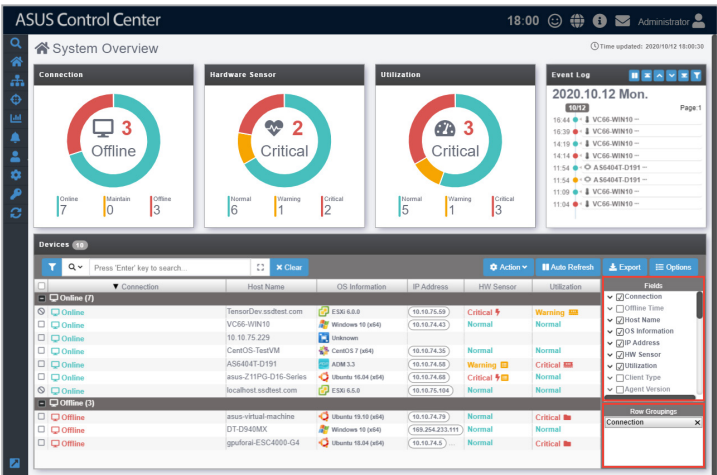 ASUS Control Center
18:00
Administrator
System Overview
Time updated: 2020/10/12 18:00:30
Connection
3
Offline
Online
7
Maintain
0
Offline
3
Hardware Sensor
2
Critical
Normal
6
Warning
1
Critical
2
Utilization
3
Critical
Normal
5
Warning
1
Critical
3
Event Log
2020.10.12 Mon.
10/12 Page:1
16:44 VC66-WIN10 --
16:39 VC66-WIN10 --
14:19 VC66-WIN10 --
14:14 VC66-WIN10 --
11:54 AS6404T-D191 --
11:54 AS6404T-D191 --
11:09 VC66-WIN10 --
11:04 VC66-WIN10 --
Devices 10
Press 'Enter' key to search... Clear Action Auto Refresh Export Options
Connection Host Name OS Information IP Address HW Sensor Utilization
Online (7)
Online TensorDev.ssdtest.com ESXi 6.0.0 10.10.75.59 Critical Warning
Online VC66-WIN10 Windows 10 (x64) 10.10.74.43 Normal Normal
Online 10.10.75.229 Unknown
Online CentOS-TestVM CentOS 7 (x64) 10.10.74.35 Normal Normal
Online AS6404T-D191 ADM 3.3 10.10.74.58 Warning Critical
Online asus-Z11PG-D16-Series Ubuntu 16.04 (x64) 10.10.74.68 Critical Normal
Online localhost.ssdtest.com ESXi 6.5.0 10.10.75.104 Normal Normal
Offline (3)
Offline asus-virtual-machine Ubuntu 19.10 (x64) 10.10.74.79 Normal Critical
Offline DT-D940MX Windows 10 (x64) 169.254.233.111 Normal Normal
Offline gpuforai-ESC4000-G4 Ubuntu 18.04 (x64) 10.10.74.5 ... Normal Critical
Fields
Connection
Offline Time
Host Name
OS Information
IP Address
HW Sensor
Utilization
Client Type
Agent Version
Row Groupings
Connection X